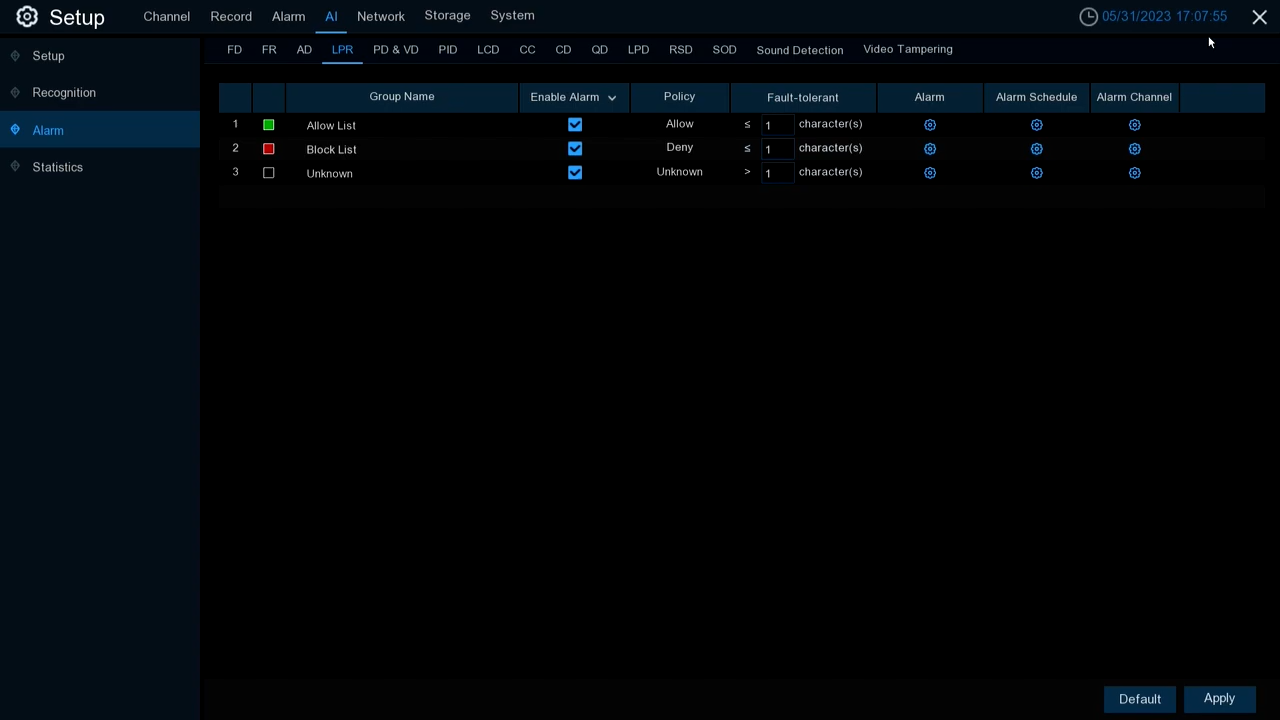 Setup Channel Record Alarm AI Network Storage System 05/31/2023 17:07:55
FD FR AD LPR PD & VD PID LCD CC CD QD LPD RSD SOD Sound Detection Video Tampering
Setup
Recognition
Alarm
Statistics
Group Name Enable Alarm Policy Fault-tolerant Alarm Alarm Schedule Alarm Channel
1 Allow List Allow ≤ 1 character(s)
2 Block List Deny ≤ 1 character(s)
3 Unknown Unknown > 1 character(s)
Default Apply